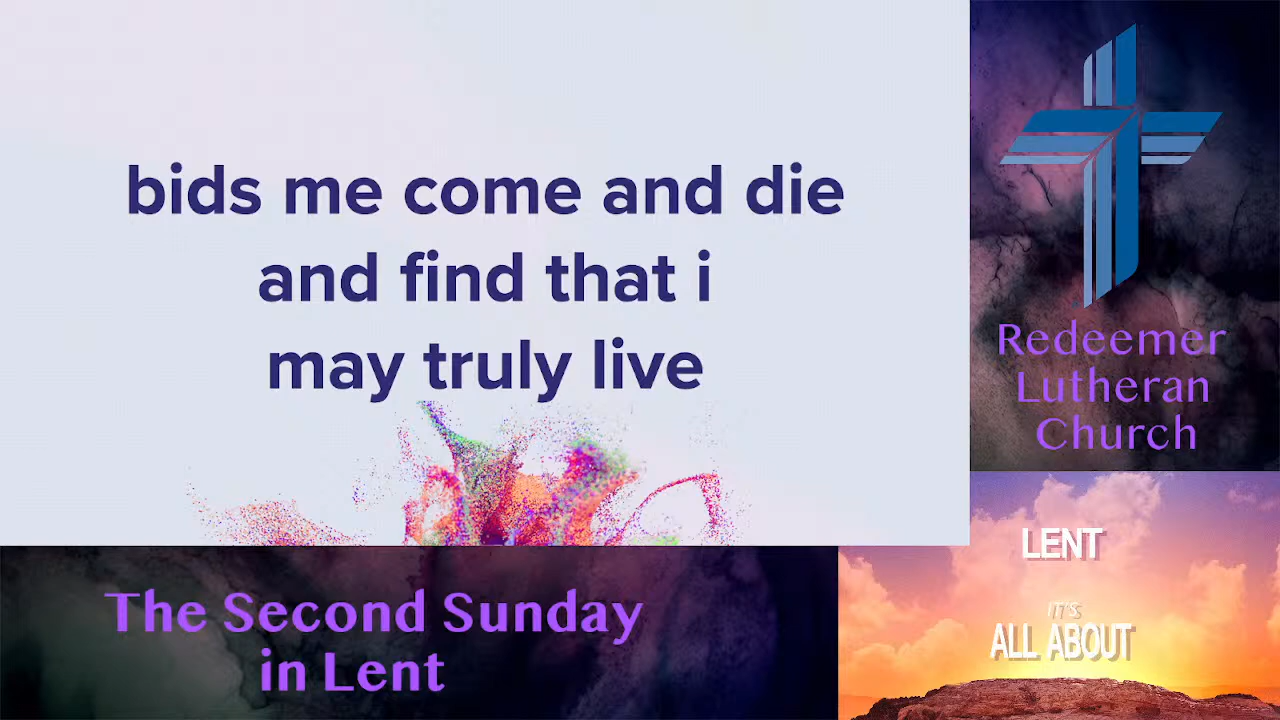 bids me come and die
and find that i
may truly live
Redeemer
Lutheran
Church
The Second Sunday
in Lent
LENT
IT'S
ALL ABOUT